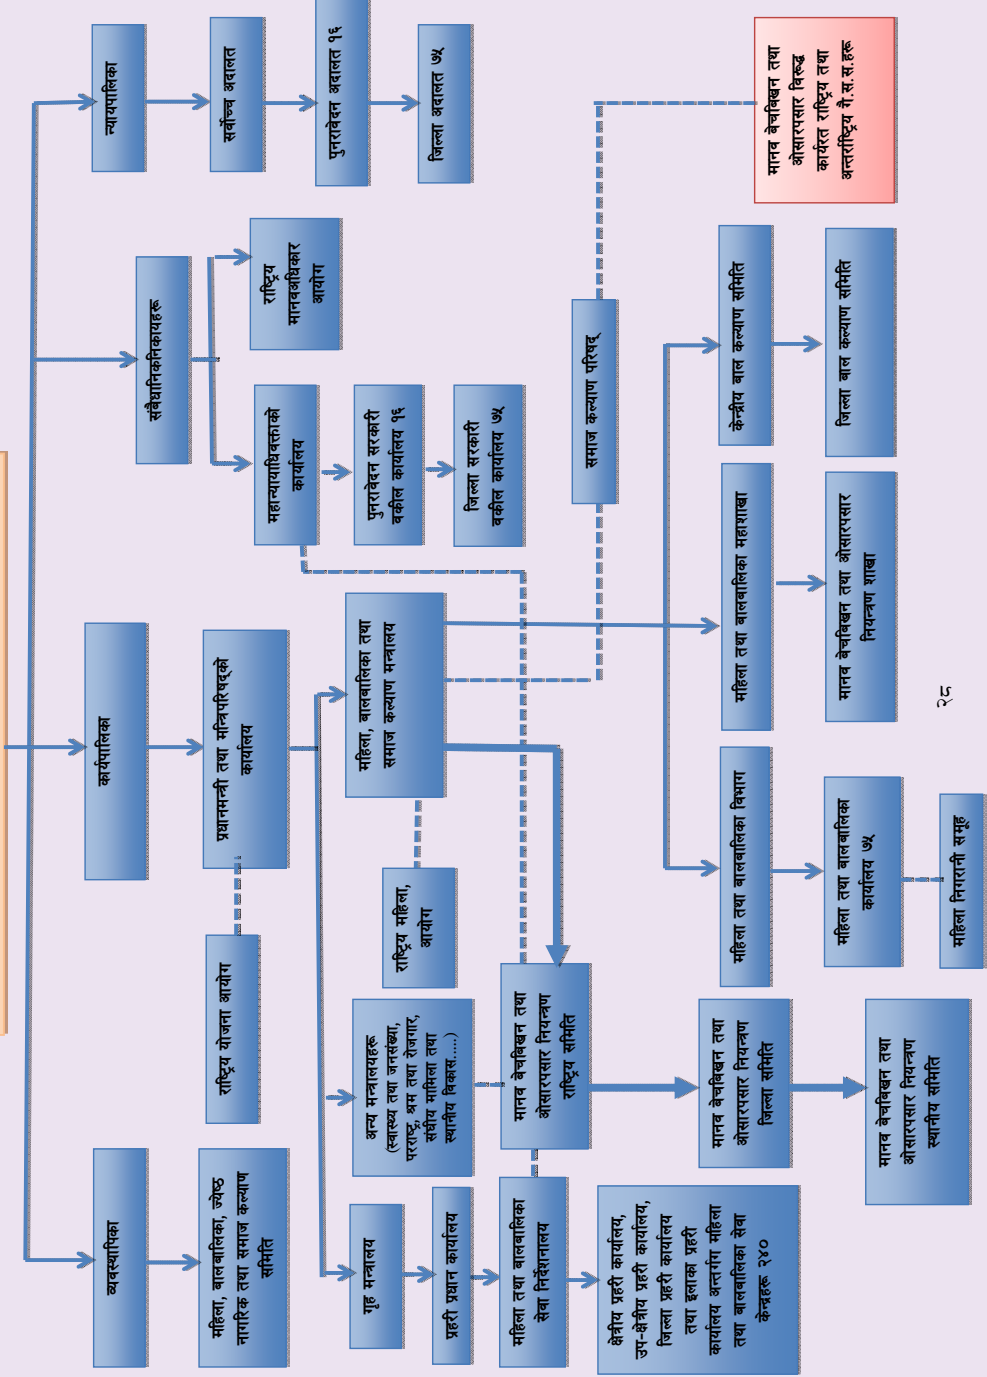 व्यवस्थापिका
महिला, बालबालिका, ज्येष्ठ
नागरिक तथा समाज कल्याण
समिति
कार्यपालिका
प्रधानमन्त्री तथा मन्त्रिपरिषद्को
कार्यालय
राष्ट्रिय योजना आयोग
संबैधानिकनिकायहरू
राष्ट्रिय
मानवअधिकार
आयोग
महान्यायाधिवक्ताको
कार्यालय
पुनरावेदन सरकारी
वकील कार्यालय १६
जिल्ला सरकारी
वकील कार्यालय ७५
न्यायपालिका
सर्वोच्च अदालत
पुनरावेदन अदालत १६
जिल्ला अदालत ७५
गृह मन्त्रालय
प्रहरी प्रधान कार्यालय
महिला तथा बालबालिका
सेवा निर्देशनालय
क्षेत्रीय प्रहरी कार्यालय,
उप-क्षेत्रीय प्रहरी कार्यालय,
जिल्ला प्रहरी कार्यालय
तथा इलाका प्रहरी
कार्यालय अन्तर्गग महिला
तथा बालबालिका सेवा
केन्द्रहरू २४०
अन्य मन्त्रालयहरू
(स्वास्थ्य तथा जनसंख्या,
परराष्ट्र, श्रम तथा रोजगार,
संघीय मामिला तथा
स्थानीय विकास.....)
राष्ट्रिय महिला,
आयोग
महिला, बालबालिका तथा
समाज कल्याण मन्त्रालय
मानव बेचबिखन तथा
ओसारपसार नियन्त्रण
राष्ट्रिय समिति
मानव बेचबिखन तथा
ओसारपसार नियन्त्रण
जिल्ला समिति
मानव बेचबिखन तथा
ओसारपसार नियन्त्रण
स्थानीय समिति
समाज कल्याण परिषद्
मानव बेचबिखन तथा
ओसारपसार विरूद्ध
कार्यरत राष्ट्रिय तथा
अन्तर्राष्ट्रिय गै.स.स.हरू
महिला तथा बालबालिका विभाग
महिला तथा बालबालिका
कार्यालय ७५
महिला निगरानी समूह
महिला तथा बालबालिका महाशाखा
मानव बेचबिखन तथा ओसारपसार
नियन्त्रण शाखा
केन्द्रीय बाल कल्याण समिति
जिल्ला बाल कल्याण समिति
२८